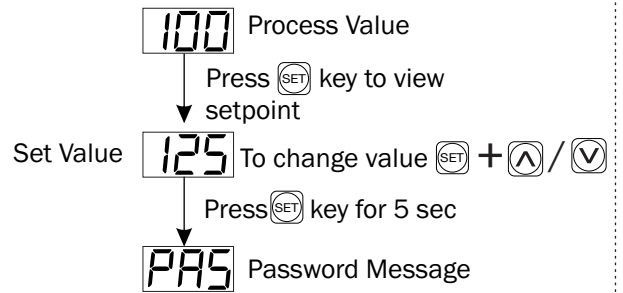 100 Process Value
Press SET key to view
setpoint
Set Value 125 To change value SET + ∧ / ∨
Press SET key for 5 sec
PAS Password Message